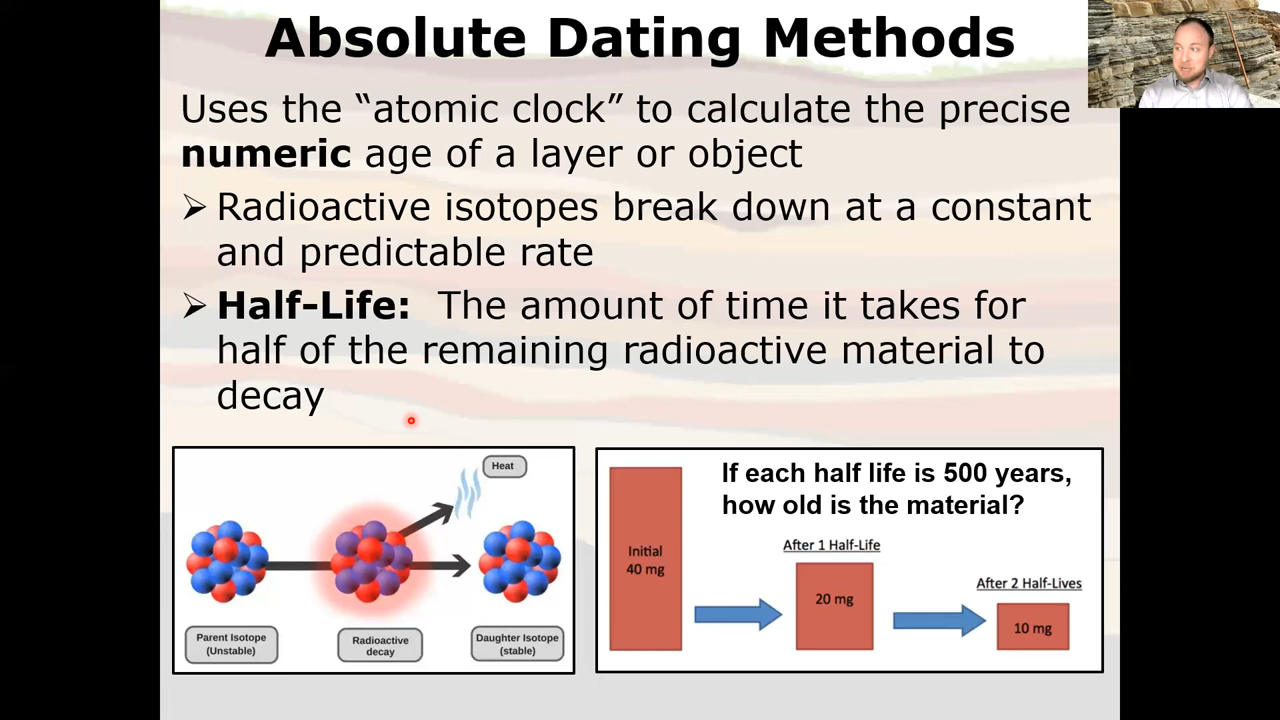 Absolute Dating Methods
Uses the “atomic clock” to calculate the precise
numeric age of a layer or object
➢ Radioactive isotopes break down at a constant
and predictable rate
➢ Half-Life: The amount of time it takes for
half of the remaining radioactive material to
decay
Heat
Parent Isotope
(Unstable)
Radioactive
decay
Daughter Isotope
(stable)
If each half life is 500 years,
how old is the material?
Initial
40 mg
After 1 Half-Life
20 mg
After 2 Half-Lives
10 mg